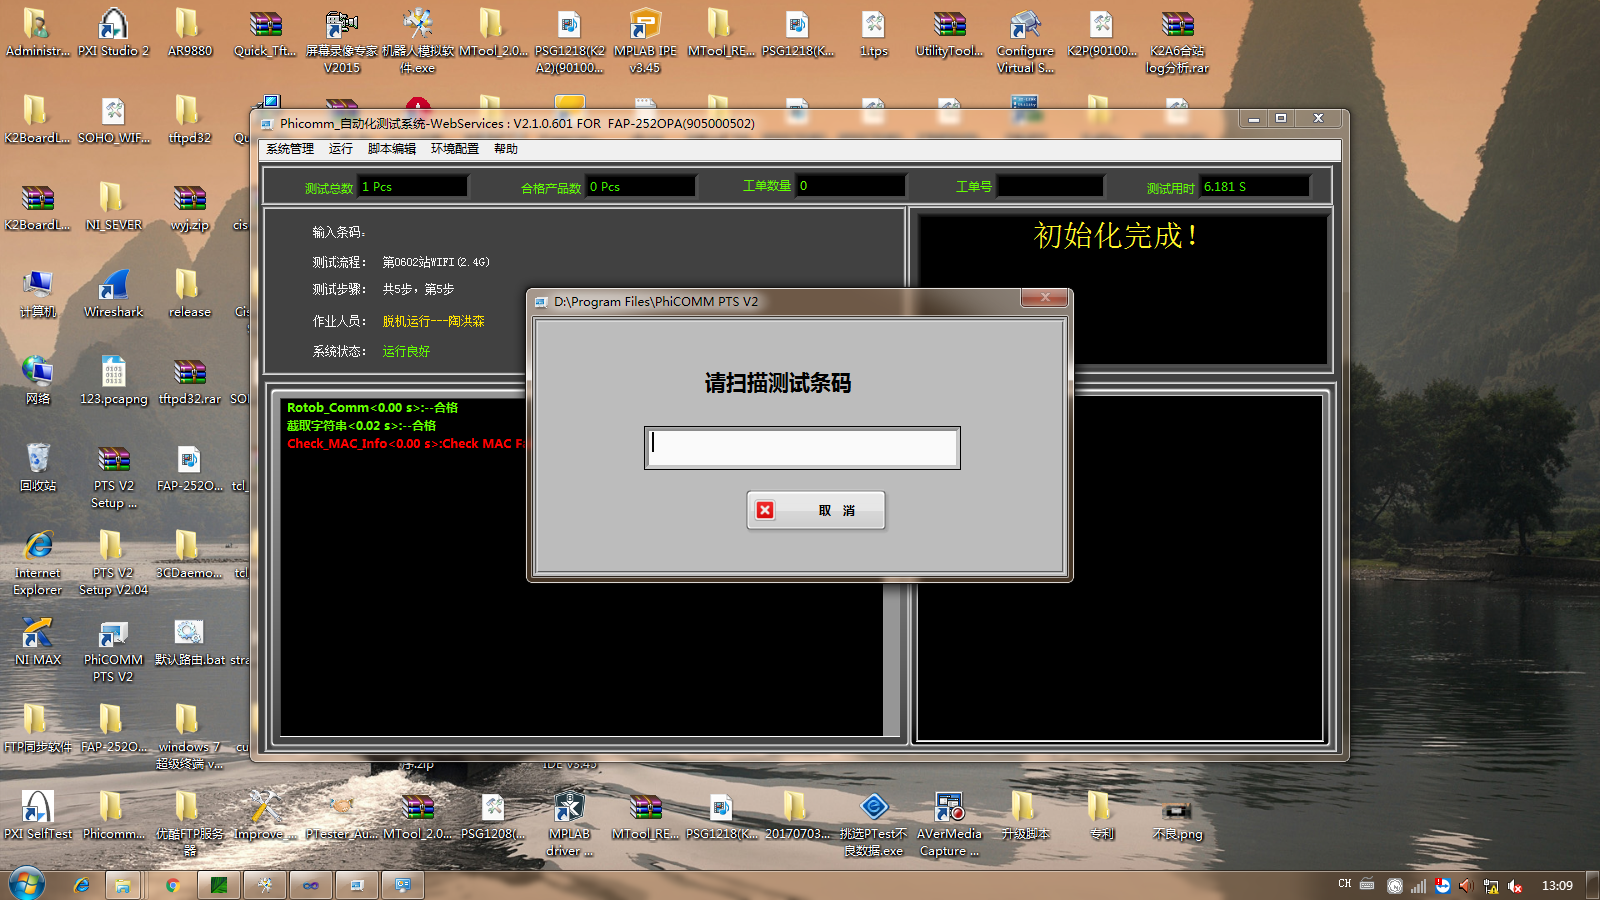 Administr...
PXI Studio 2
AR9880
Quick_Tft...
屏幕录像专家 V2015
机器人模拟软件.exe
MTool_2.0...
PSG1218(K2 A2)(90100...
MPLAB IPE v3.45
MTool_RE...
PSG1218(K...
1.tps
UtilityTool...
Configure Virtual S...
K2P(90100...
K2A6合站log分析.rar
K2BoardL...
SOHO_WIF...
tftpd32
Phicomm_自动化测试系统-WebServices : V2.1.0.601 FOR FAP-252OPA(905000502)
系统管理 运行 脚本编辑 环境配置 帮助
测试总数 1 Pcs 合格产品数 0 Pcs 工单数量 0 工单号 测试用时 6.181 S
输入条码:
测试流程: 第0602站WIFI(2.4G)
测试步骤: 共5步, 第5步
作业人员: 脱机运行---陶洪森
系统状态: 运行良好
初始化完成!
D:\Program Files\PhiCOMM PTS V2
请扫描测试条码
取 消
Rotob_Comm<0.00 s>:--合格
截取字符串<0.02 s>:--合格
Check_MAC_Info<0.00 s>:Check MAC F
K2BoardL...
NI_SEVER
wyj.zip
cis
计算机
Wireshark
release
网络
123.pcapng
tftpd32.rar
回收站
PTS V2 Setup ...
FAP-252O...
tcl_
Internet Explorer
PTS V2 Setup V2.04
3CDaemo...
tcl
NI MAX
PhiCOMM PTS V2
默认路由.bat
stra
FTP同步软件
FAP-252O...
windows 7 超级终端 v...
cu
序.zip
IDE v3.45
PXI SelfTest
Phicomm...
优酷FTP服务器
Improve_...
PTester_Au...
MTool_2.0...
PSG1208(...
MPLAB driver ...
MTool_RE...
PSG1218(K...
20170703...
挑选PTest不良数据.exe
AVerMedia Capture ...
升级脚本
专利
不良.png
CH
13:09